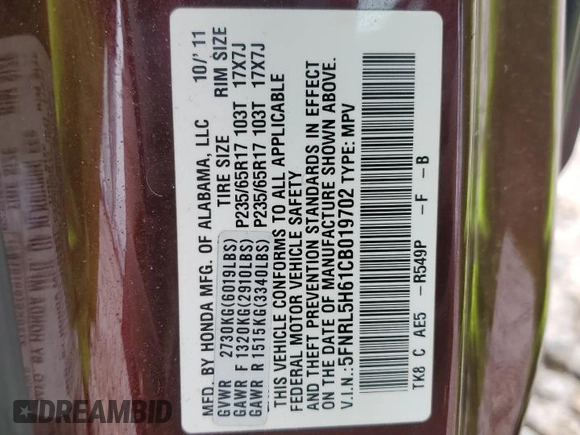 MFD. BY HONDA MFG. OF ALABAMA, LLC 10/'11
TIRE SIZE RIM SIZE
GVWR 2730KG(6019LBS)
GAWR F 1320KG(2910LBS) P235/65R17 103T 17X7J
GAWR R 1515KG(3340LBS) P235/65R17 103T 17X7J
THIS VEHICLE CONFORMS TO ALL APPLICABLE
FEDERAL MOTOR VEHICLE SAFETY
AND THEFT PREVENTION STANDARDS IN EFFECT
ON THE DATE OF MANUFACTURE SHOWN ABOVE.
V.I.N.: 5FNRL5H61CB019702 TYPE: MPV
TK8 C AE5 -R549P -F -B
DREAMBID